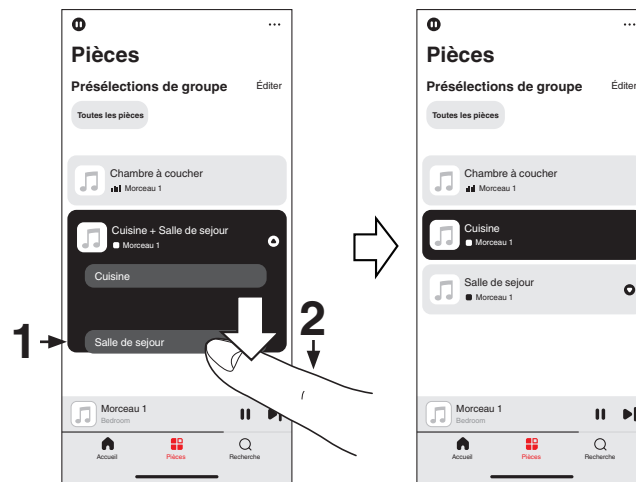 Pièces
Présélections de groupe Éditer
Toutes les pièces
Chambre à coucher
Morceau 1
Cuisine + Salle de sejour
Morceau 1
Cuisine
Salle de sejour
1
2
Morceau 1
Bedroom
Accueil Pièces Recherche
Pièces
Présélections de groupe Éditer
Toutes les pièces
Chambre à coucher
Morceau 1
Cuisine
Morceau 1
Salle de sejour
Morceau 1
Morceau 1
Bedroom
Accueil Pièces Recherche